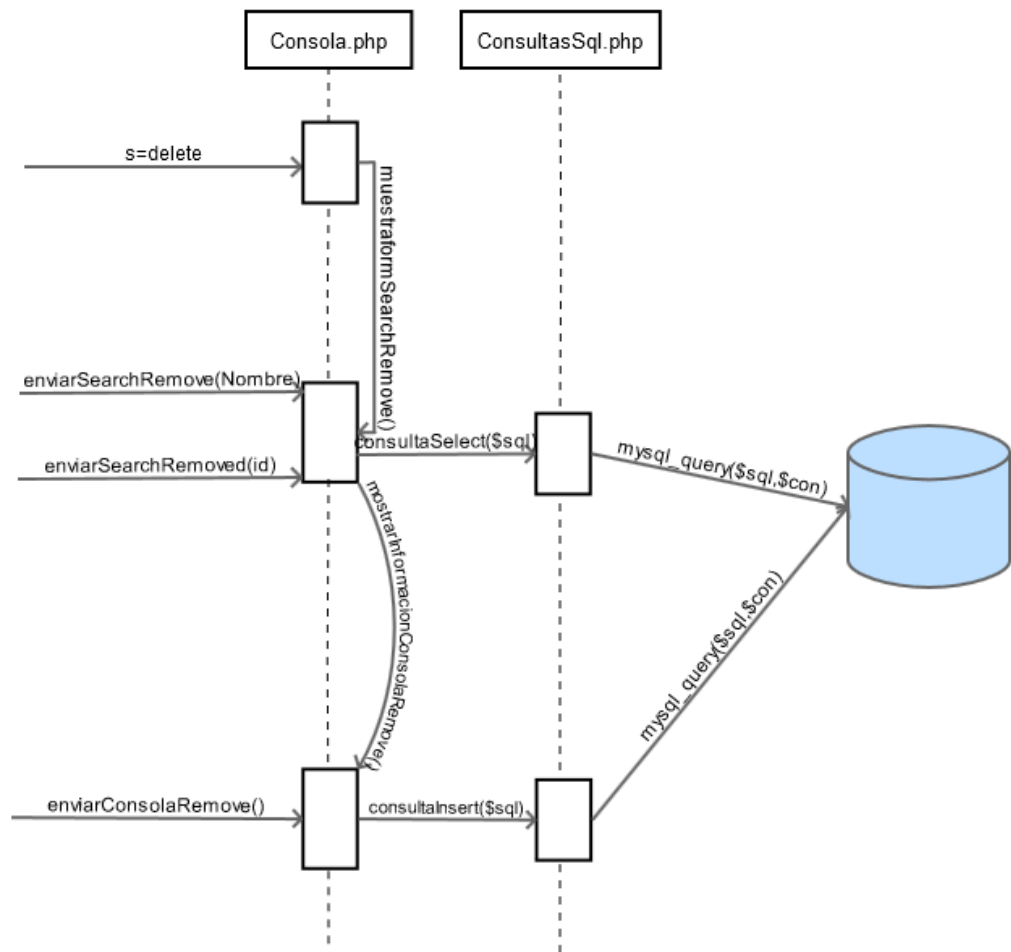 Consola.php
ConsultasSql.php
s=delete
muestraformSearchRemove()
enviarSearchRemove(Nombre)
consultaSelect($sql)
mysql_query($sql,$con)
enviarSearchRemoved(id)
mostrarInformacionConsolaRemove()
mysql_query($sql,$con)
enviarConsolaRemove()
consultaInsert($sql)